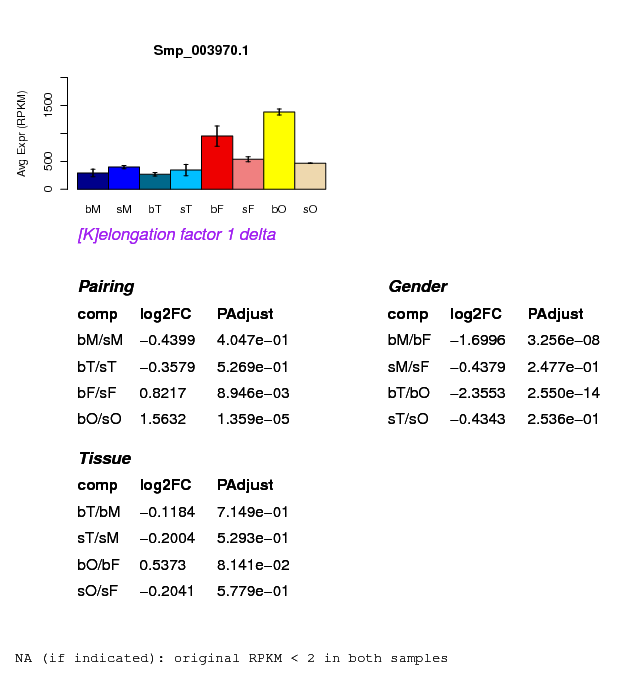 Smp_003970.1
Avg Expr (RPKM)
1500
500
0
bM sM bT sT bF sF bO sO
[K]elongation factor 1 delta
Pairing
comp log2FC PAdjust
bM/sM −0.4399 4.047e−01
bT/sT −0.3579 5.269e−01
bF/sF 0.8217 8.946e−03
bO/sO 1.5632 1.359e−05
Gender
comp log2FC PAdjust
bM/bF −1.6996 3.256e−08
sM/sF −0.4379 2.477e−01
bT/bO −2.3553 2.550e−14
sT/sO −0.4343 2.536e−01
Tissue
comp log2FC PAdjust
bT/bM −0.1184 7.149e−01
sT/sM −0.2004 5.293e−01
bO/bF 0.5373 8.141e−02
sO/sF −0.2041 5.779e−01
NA (if indicated): original RPKM < 2 in both samples